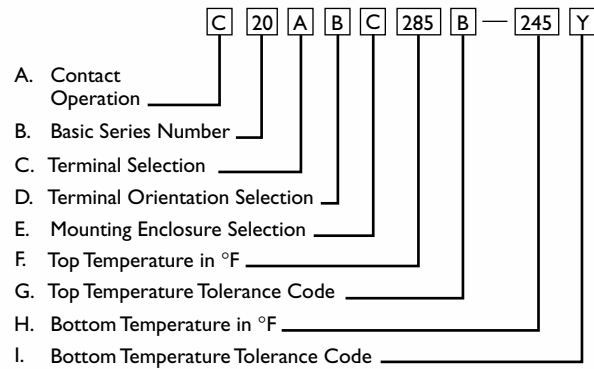 C 20 A B C 285 B — 245 Y
A. Contact
Operation
B. Basic Series Number
C. Terminal Selection
D. Terminal Orientation Selection
E. Mounting Enclosure Selection
F. Top Temperature in °F
G. Top Temperature Tolerance Code
H. Bottom Temperature in °F
I. Bottom Temperature Tolerance Code